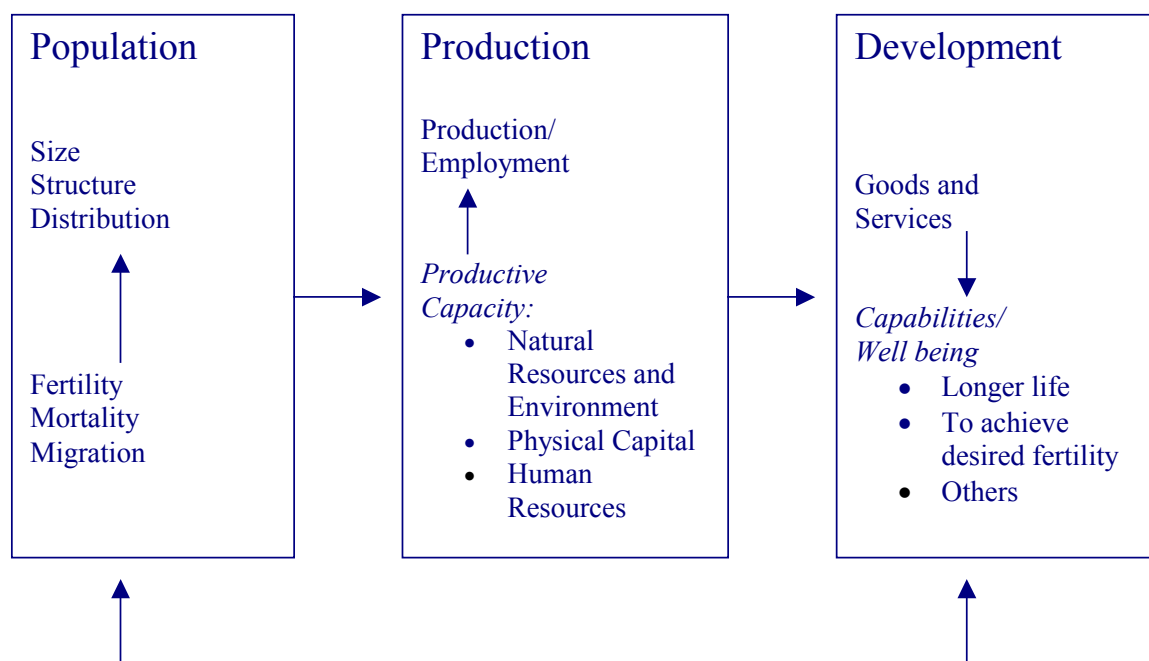 Population
Size
Structure
Distribution
Fertility
Mortality
Migration
Production
Production/
Employment
Productive
Capacity:
• Natural
Resources and
Environment
• Physical Capital
• Human
Resources
Development
Goods and
Services
Capabilities/
Well being
• Longer life
• To achieve
desired fertility
• Others